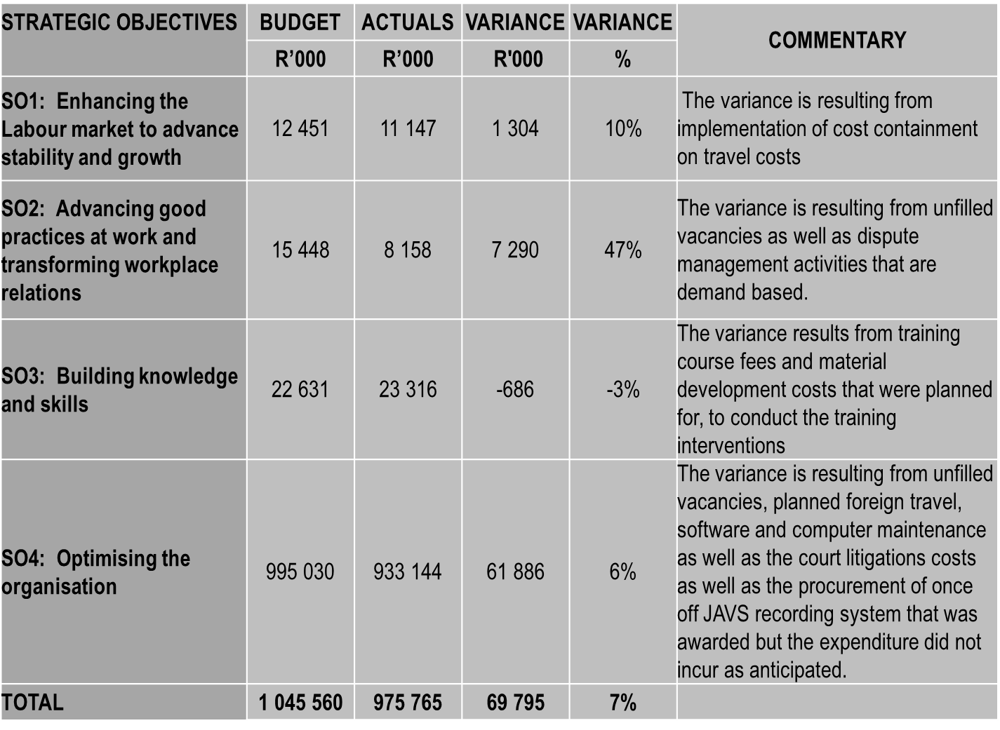 STRATEGIC OBJECTIVES BUDGET ACTUALS VARIANCE VARIANCE COMMENTARY
R’000 R’000 R'000 %
SO1: Enhancing the
Labour market to advance
stability and growth
12 451 11 147 1 304 10%
The variance is resulting from
implementation of cost containment
on travel costs
SO2: Advancing good
practices at work and
transforming workplace
relations
15 448 8 158 7 290 47%
The variance is resulting from unfilled
vacancies as well as dispute
management activities that are
demand based.
SO3: Building knowledge
and skills
22 631 23 316 -686 -3%
The variance results from training
course fees and material
development costs that were planned
for, to conduct the training
interventions
SO4: Optimising the
organisation
995 030 933 144 61 886 6%
The variance is resulting from unfilled
vacancies, planned foreign travel,
software and computer maintenance
as well as the court litigations costs
as well as the procurement of once
off JAVS recording system that was
awarded but the expenditure did not
incur as anticipated.
TOTAL 1 045 560 975 765 69 795 7%